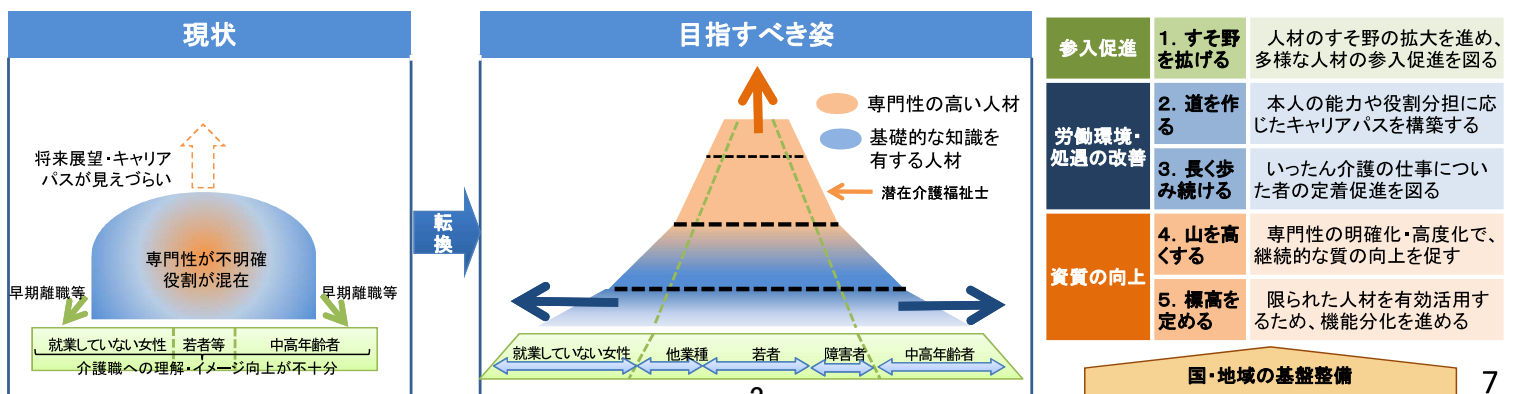 現状
将来展望・キャリア
パスが見えづらい
専門性が不明確
役割が混在
早期離職等
早期離職等
就業していない女性
若者等
中高年齢者
介護職への理解・イメージ向上が不十分
転換
目指すべき姿
専門性の高い人材
基礎的な知識を
有する人材
潜在介護福祉士
就業していない女性
他業種
若者
障害者
中高年齢者
参入促進
1．すそ野
を拡げる
人材のすそ野の拡大を進め、
多様な人材の参入促進を図る
労働環境・
処遇の改善
2．道を作
る
本人の能力や役割分担に応
じたキャリアパスを構築する
3．長く歩
み続ける
いったん介護の仕事につい
た者の定着促進を図る
資質の向上
4．山を高
くする
専門性の明確化・高度化で、
継続的な質の向上を促す
5．標高を
定める
限られた人材を有効活用す
るため、機能分化を進める
国・地域の基盤整備
7